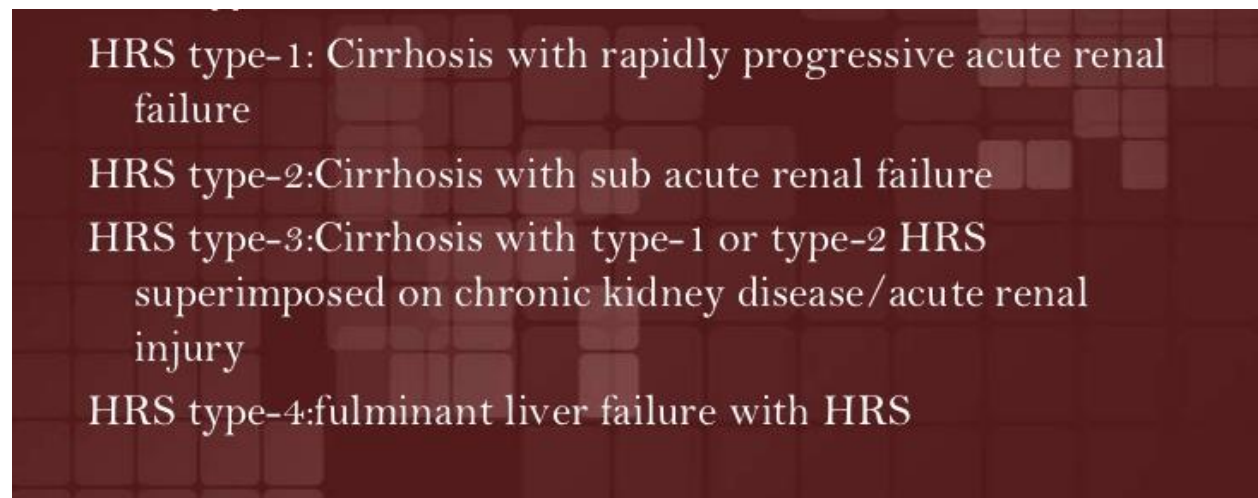 HRS type-1: Cirrhosis with rapidly progressive acute renal
failure
HRS type-2:Cirrhosis with sub acute renal failure
HRS type-3:Cirrhosis with type-1 or type-2 HRS
superimposed on chronic kidney disease/acute renal
injury
HRS type-4:fulminant liver failure with HRS